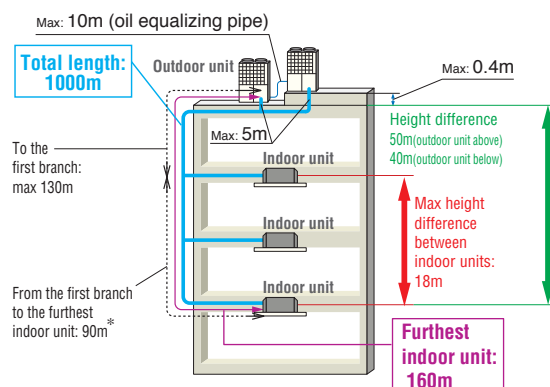 Max: 10m (oil equalizing pipe)
Total length:
1000m
Outdoor unit
Max: 0.4m
Max: 5m
Height difference
50m(outdoor unit above)
40m(outdoor unit below)
To the
first branch:
max 130m
Indoor unit
Max height
difference
between
indoor units:
18m
Indoor unit
From the first branch
to the furthest
indoor unit: 90m*
Indoor unit
Furthest
indoor unit:
160m